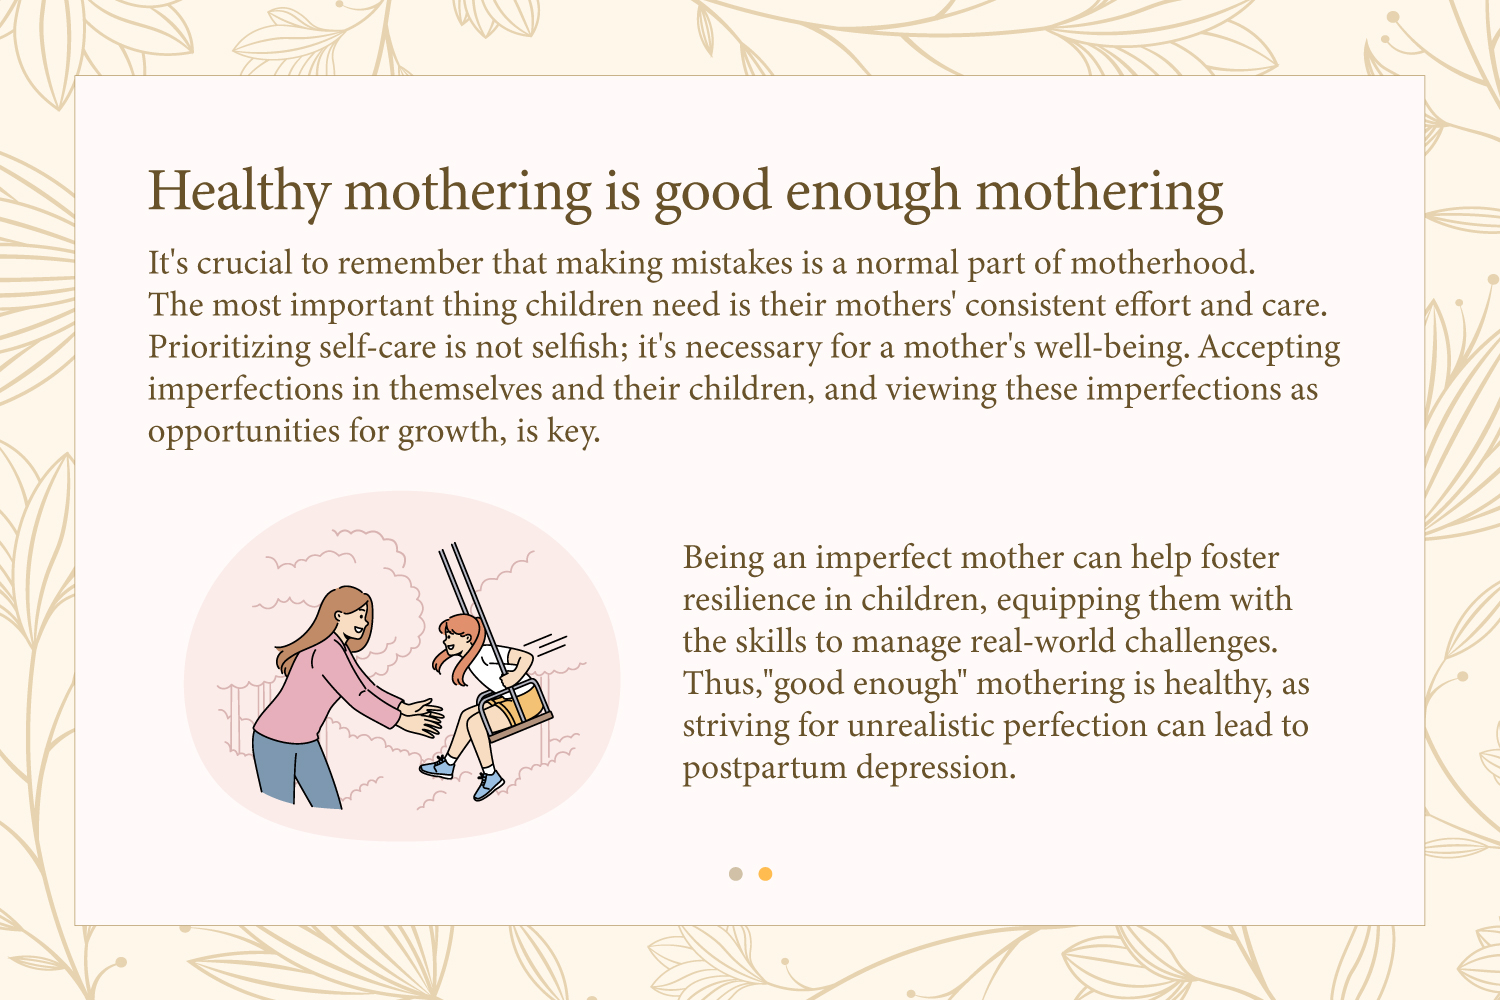 Healthy mothering is good enough mothering
It's crucial to remember that making mistakes is a normal part of motherhood.
The most important thing children need is their mothers' consistent effort and care.
Prioritizing self-care is not selfish; it's necessary for a mother's well-being. Accepting
imperfections in themselves and their children, and viewing these imperfections as
opportunities for growth, is key.
Being an imperfect mother can help foster
resilience in children, equipping them with
the skills to manage real-world challenges.
Thus,"good enough" mothering is healthy, as
striving for unrealistic perfection can lead to
postpartum depression.